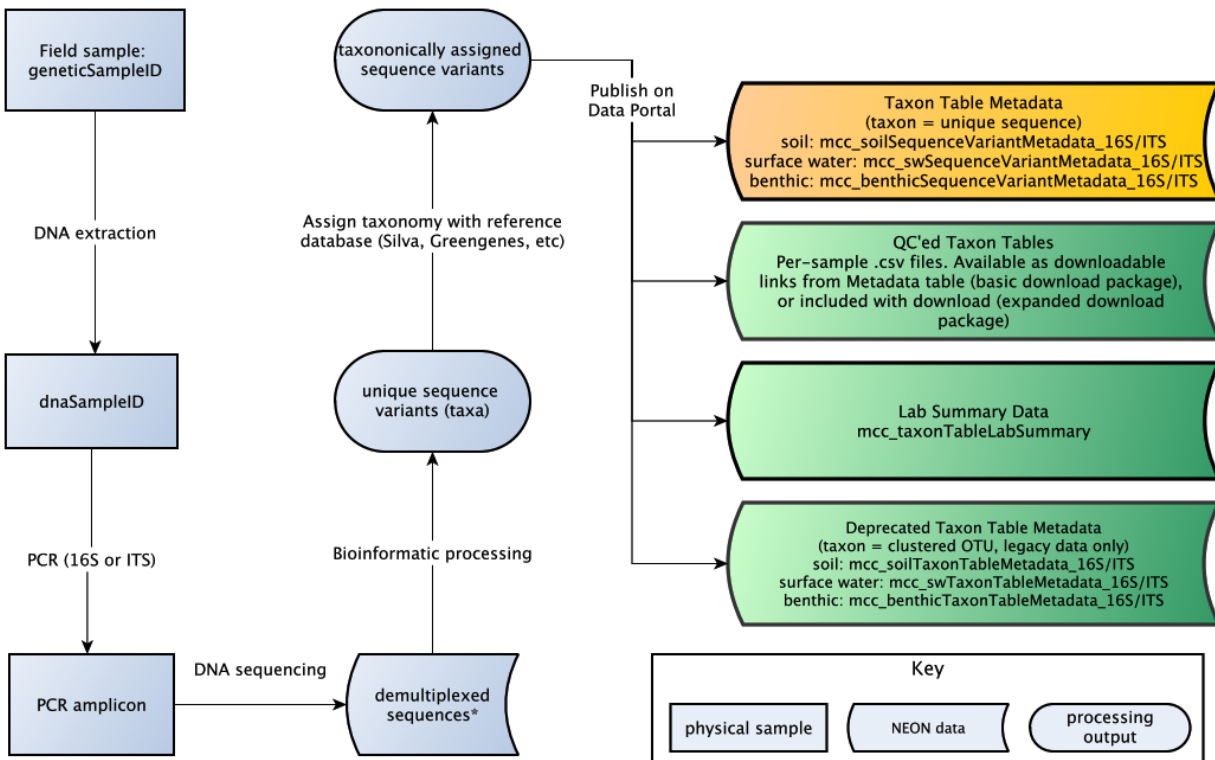 Field sample:
geneticSampleID
DNA extraction
dnaSampleID
PCR (16S or ITS)
PCR amplicon
DNA sequencing
demultiplexed
sequences*
Bioinformatic processing
unique sequence
variants (taxa)
Assign taxonomy with reference
database (Silva, Greengenes, etc)
taxononically assigned
sequence variants
Publish on
Data Portal
Taxon Table Metadata
(taxon = unique sequence)
soil: mcc_soilSequenceVariantMetadata_16S/ITS
surface water: mcc_swSequenceVariantMetadata_16S/ITS
benthic: mcc_benthicSequenceVariantMetadata_16S/ITS
QC'ed Taxon Tables
Per-sample .csv files. Available as downloadable
links from Metadata table (basic download package),
or included with download (expanded download
package)
Lab Summary Data
mcc_taxonTableLabSummary
Deprecated Taxon Table Metadata
(taxon = clustered OTU, legacy data only)
soil: mcc_soilTaxonTableMetadata_16S/ITS
surface water: mcc_swTaxonTableMetadata_16S/ITS
benthic: mcc_benthicTaxonTableMetadata_16S/ITS
Key
physical sample
NEON data
processing
output